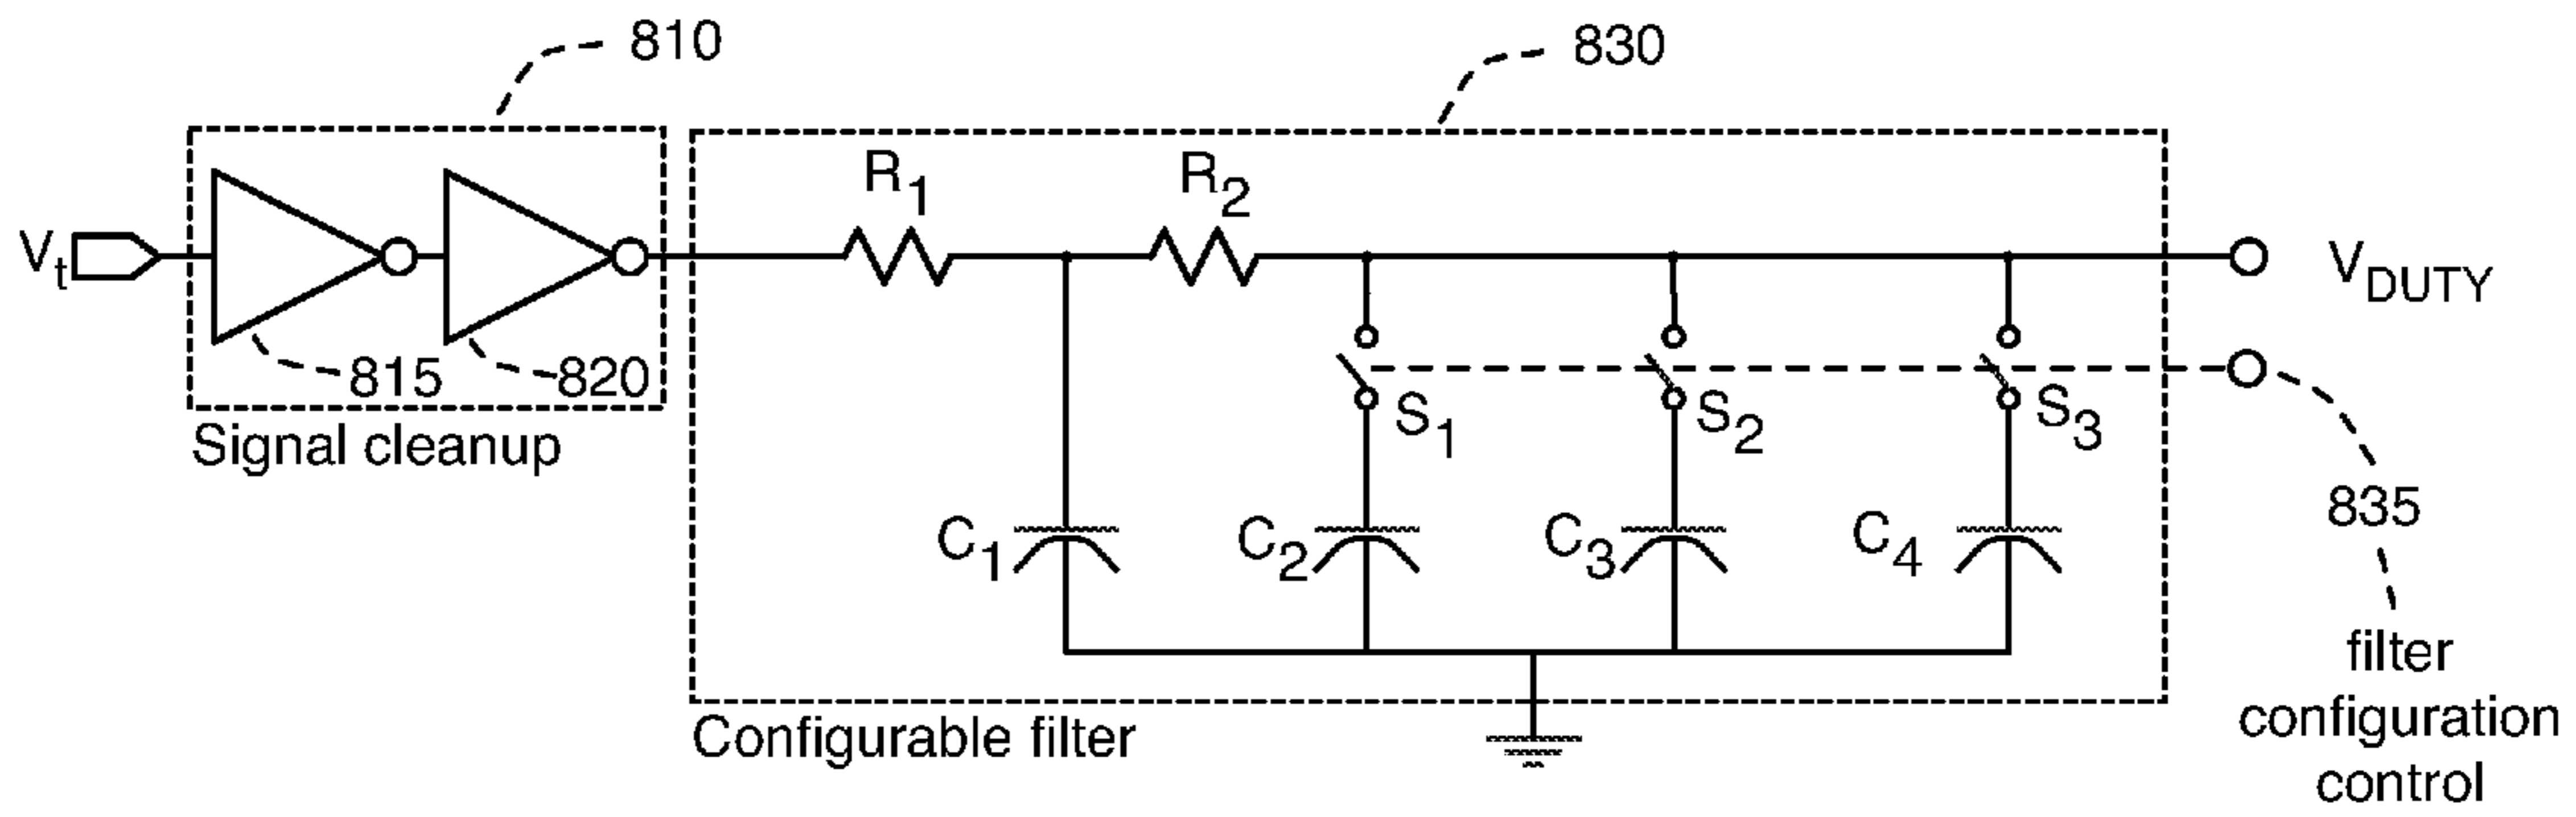 810
830
R1
R2
Vt
VDUTY
815
820
S1
S2
S3
Signal cleanup
835
C1
C2
C3
C4
filter
configuration
control
Configurable filter